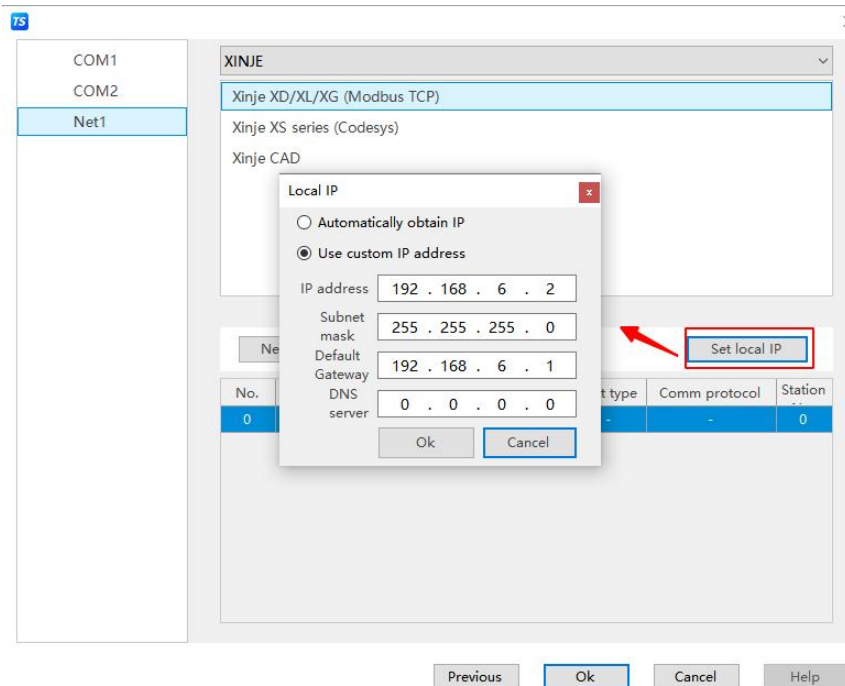 TS
COM1
COM2
Net1
XINJE
Xinje XD/XL/XG (Modbus TCP)
Xinje XS series (Codesys)
Xinje CAD
Local IP
x
Automatically obtain IP
Use custom IP address
IP address 192 . 168 . 6 . 2
Subnet mask 255 . 255 . 255 . 0
Default Gateway 192 . 168 . 6 . 1
DNS server 0 . 0 . 0 . 0
Ok Cancel
Ne
Set local IP
No. t type Comm protocol Station
0 - - 0
Previous Ok Cancel Help